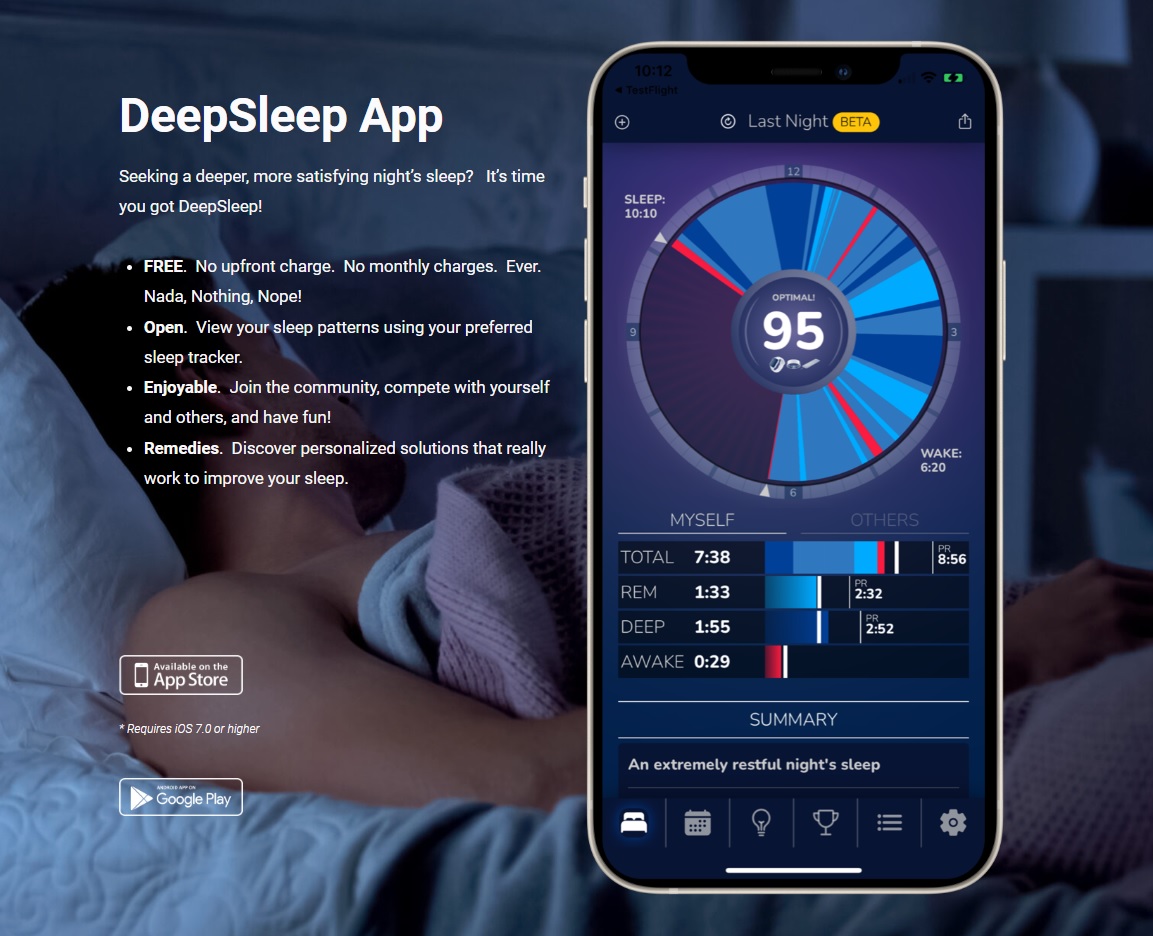 DeepSleep App
Seeking a deeper, more satisfying night's sleep?   It's time
you got DeepSleep!
• FREE.  No upfront charge.  No monthly charges.  Ever.
Nada, Nothing, Nope!
• Open.  View your sleep patterns using your preferred
sleep tracker.
• Enjoyable.  Join the community, compete with yourself
and others, and have fun!
• Remedies.  Discover personalized solutions that really
work to improve your sleep.
Available on the
App Store
* Requires iOS 7.0 or higher
ANDROID APP ON
Google Play
10:12
◀ TestFlight
Last Night BETA
12
SLEEP:
10:10
OPTIMAL!
95
9
3
WAKE:
6:20
6
MYSELF OTHERS
TOTAL 7:38 PR 8:56
REM 1:33 PR 2:32
DEEP 1:55 PR 2:52
AWAKE 0:29
SUMMARY
An extremely restful night's sleep